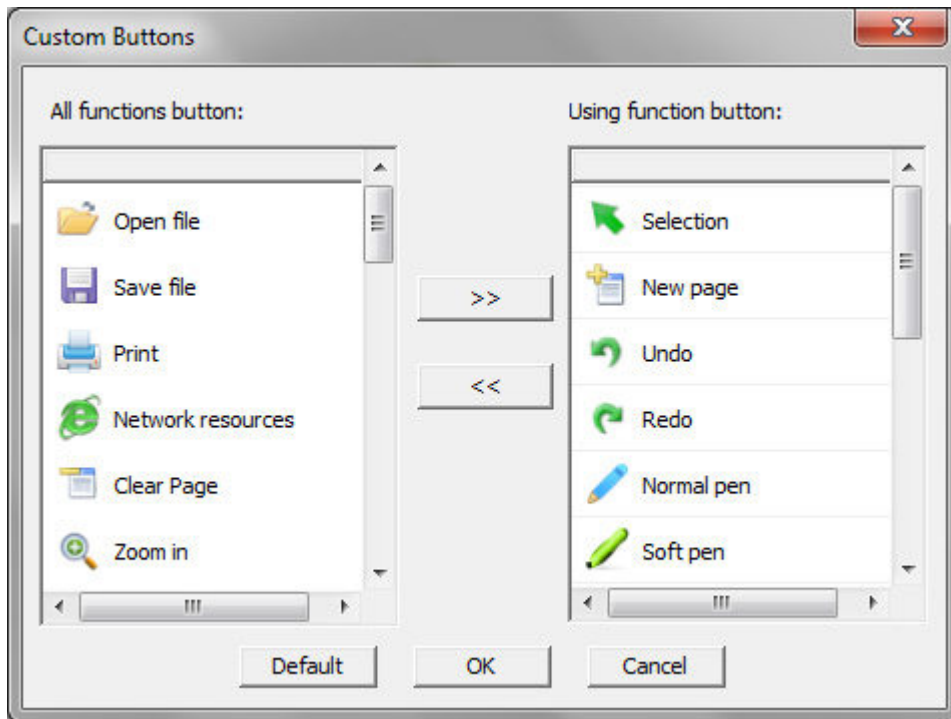 Custom Buttons
All functions button:
Using function button:
Open file
Save file
Print
Network resources
Clear Page
Zoom in
>>
<<
Selection
New page
Undo
Redo
Normal pen
Soft pen
Default
OK
Cancel